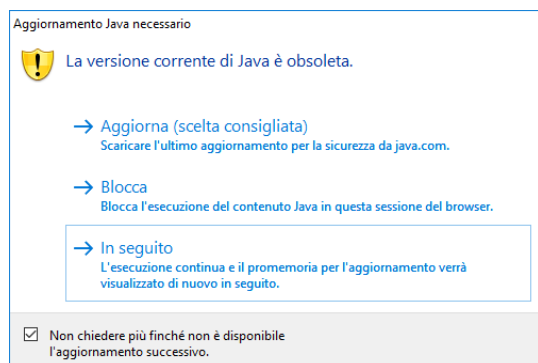 Aggiornamento Java necessario
La versione corrente di Java è obsoleta.
Aggiorna (scelta consigliata)
Scaricare l'ultimo aggiornamento per la sicurezza da java.com.
Blocca
Blocca l'esecuzione del contenuto Java in questa sessione del browser.
In seguito
L'esecuzione continua e il promemoria per l'aggiornamento verrà
visualizzato di nuovo in seguito.
Non chiedere più finché non è disponibile
l'aggiornamento successivo.